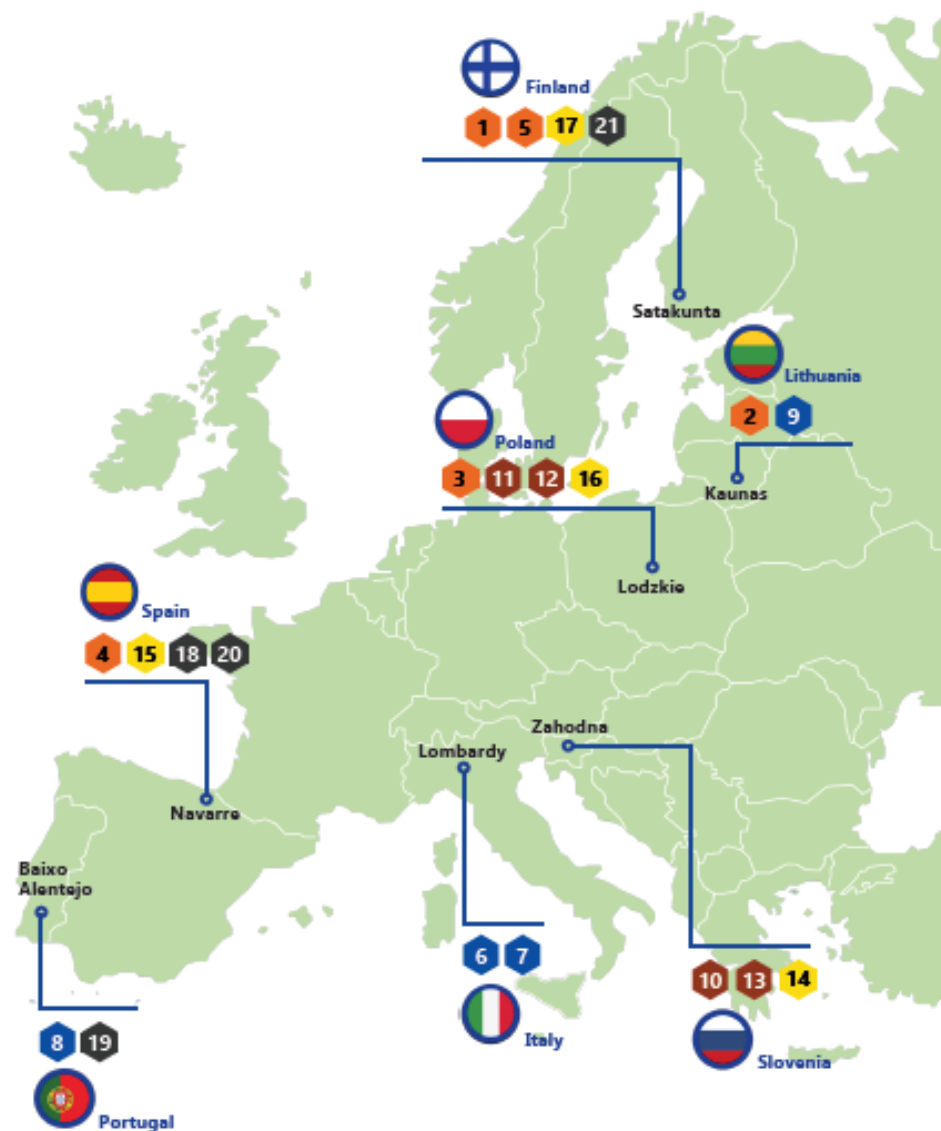 Finland
1 5 17 21
Satakunta
Lithuania
2 9
Kaunas
Poland
3 11 12 16
Lodzkie
Spain
4 15 18 20
Navarre
Zahodna
Lombardy
Baixo
Alentejo
6 7
Italy
10 13 14
Slovenia
8 19
Portugal